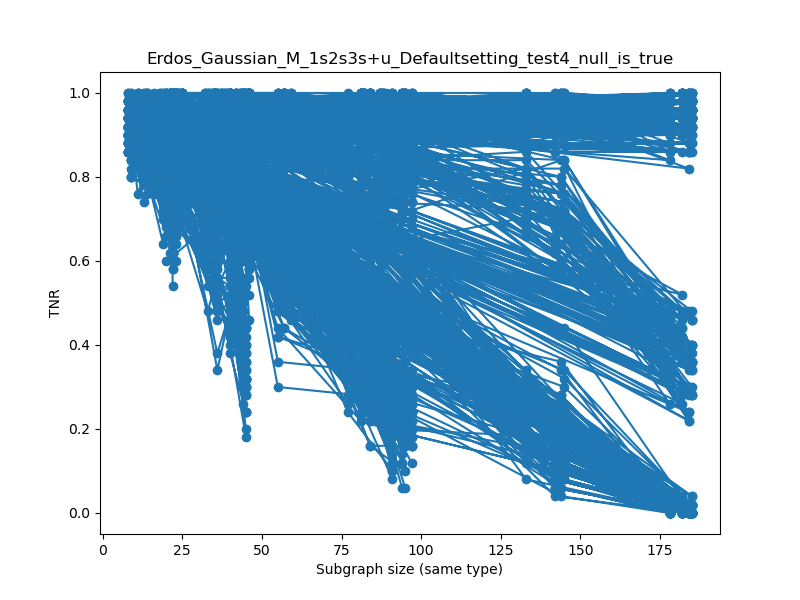 Erdos_Gaussian_M_1s2s3s+u_Defaultsetting_test4_null_is_true
1.0
0.8
0.6
0.4
0.2
0.0
TNR
0 25 50 75 100 125 150 175
Subgraph size (same type)